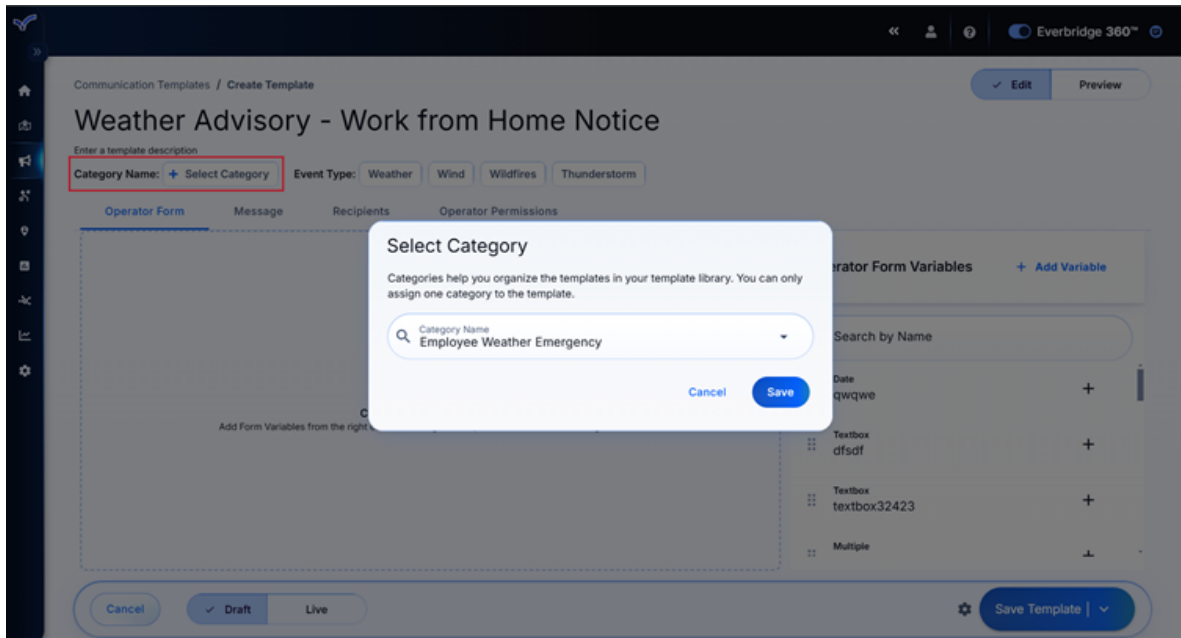 Everbridge 360™
Communication Templates / Create Template
Edit
Preview
Weather Advisory - Work from Home Notice
Enter a template description
Category Name: + Select Category
Event Type: Weather Wind Wildfires Thunderstorm
Operator Form Message Recipients Operator Permissions
Select Category
Categories help you organize the templates in your template library. You can only
assign one category to the template.
Category Name
Employee Weather Emergency
Cancel Save
Form Variables
+ Add Variable
Search by Name
Date
qwqwe
Textbox
dfsdf
Textbox
textbox32423
Multiple
Add Form Variables from the right
Cancel
Draft Live
Save Template